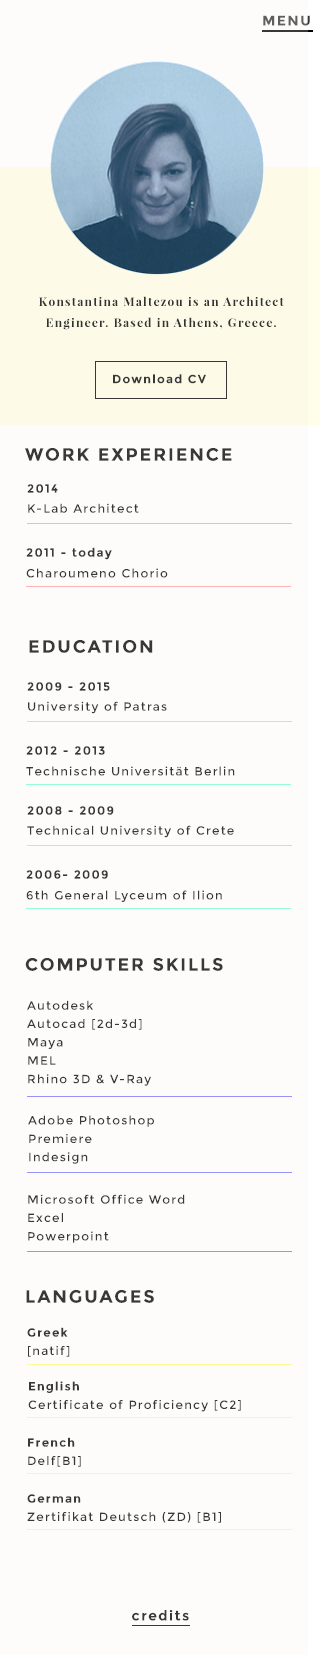 MENU
Konstantina Maltezou is an Architect
Engineer. Based in Athens, Greece.
Download CV
WORK EXPERIENCE
2014
K-Lab Architect
2011 - today
Charoumeno Chorio
EDUCATION
2009 - 2015
University of Patras
2012 - 2013
Technische Universität Berlin
2008 - 2009
Technical University of Crete
2006- 2009
6th General Lyceum of Ilion
COMPUTER SKILLS
Autodesk
Autocad [2d-3d]
Maya
MEL
Rhino 3D & V-Ray
Adobe Photoshop
Premiere
Indesign
Microsoft Office Word
Excel
Powerpoint
LANGUAGES
Greek
[natif]
English
Certificate of Proficiency [C2]
French
Delf[B1]
German
Zertifikat Deutsch (ZD) [B1]
credits